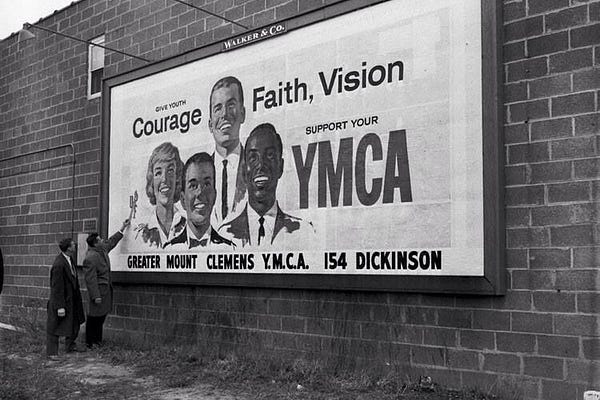 WALKER & CO.
GIVE YOUTH
Courage Faith, Vision
SUPPORT YOUR
YMCA
GREATER MOUNT CLEMENS Y.M.C.A. 154 DICKINSON